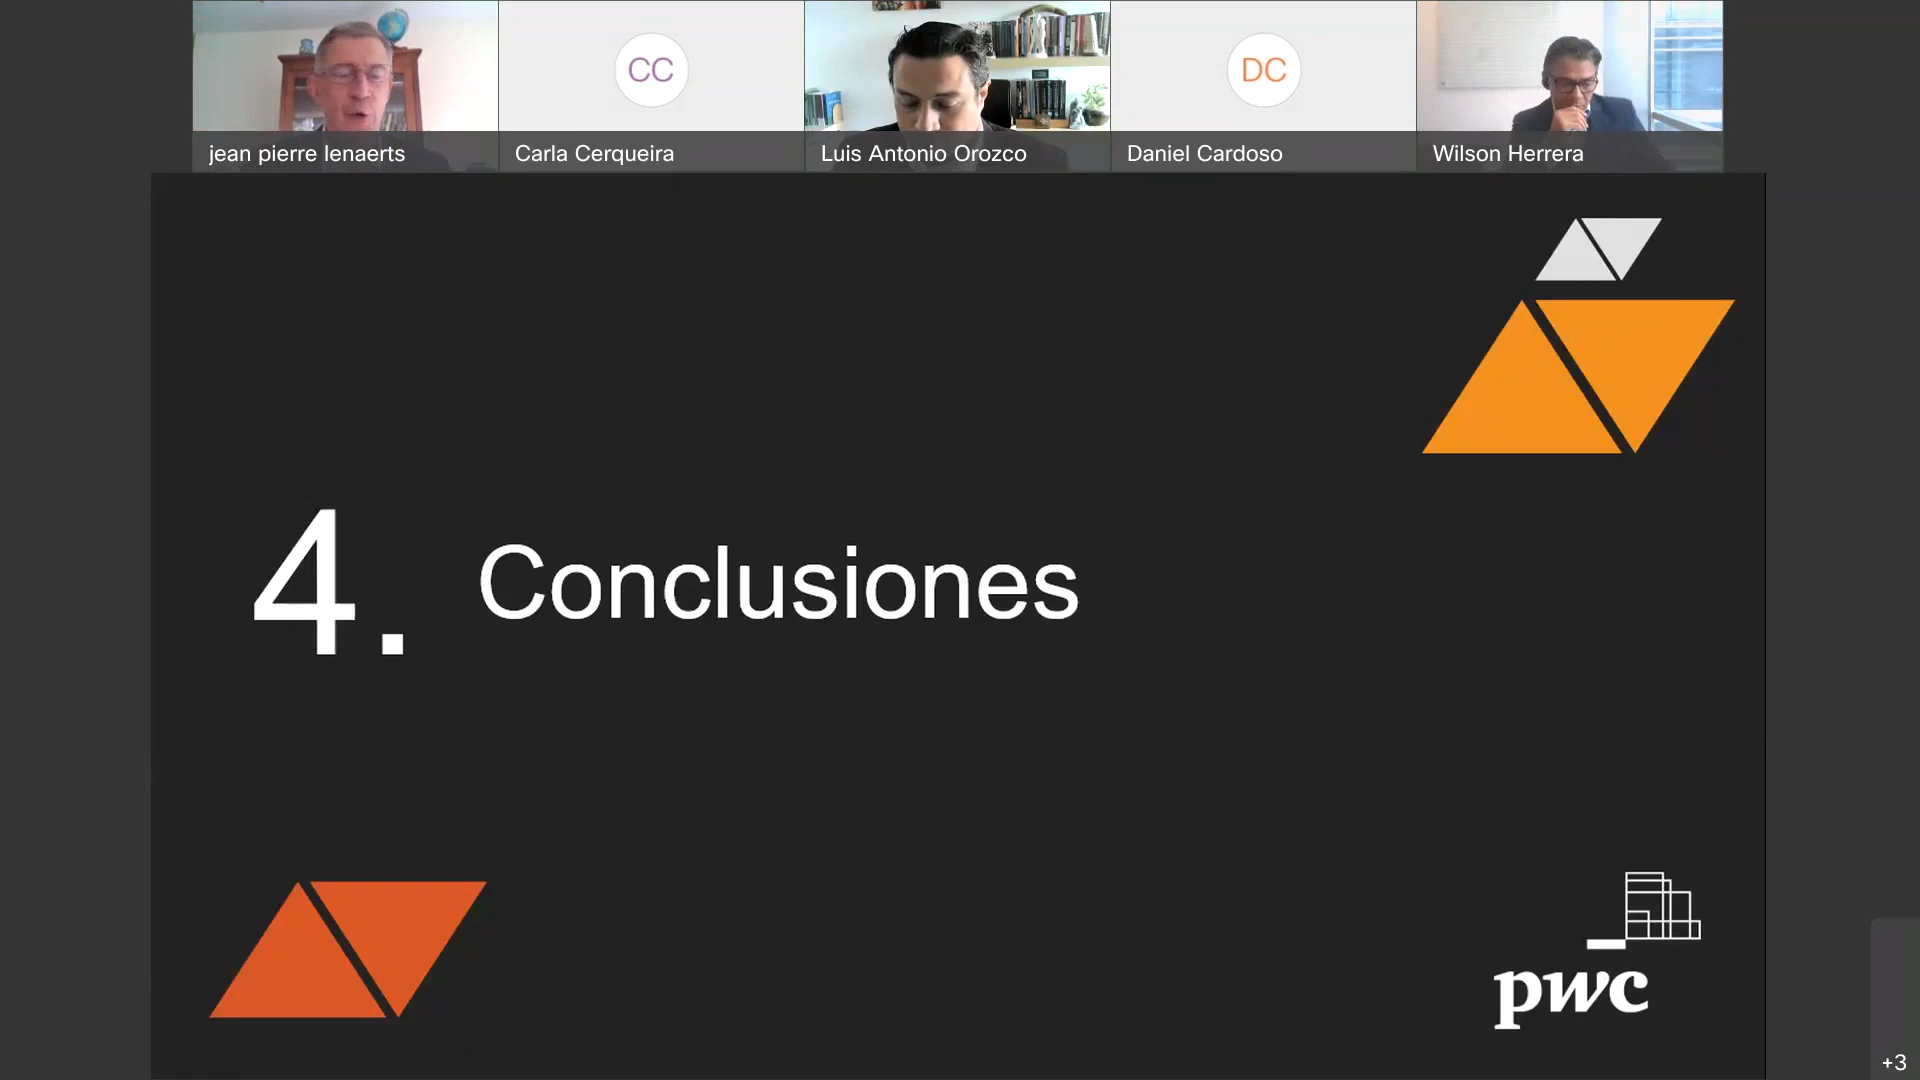 CC
DC
jean pierre lenaerts
Carla Cerqueira
Luis Antonio Orozco
Daniel Cardoso
Wilson Herrera
4. Conclusiones
pwc
+3